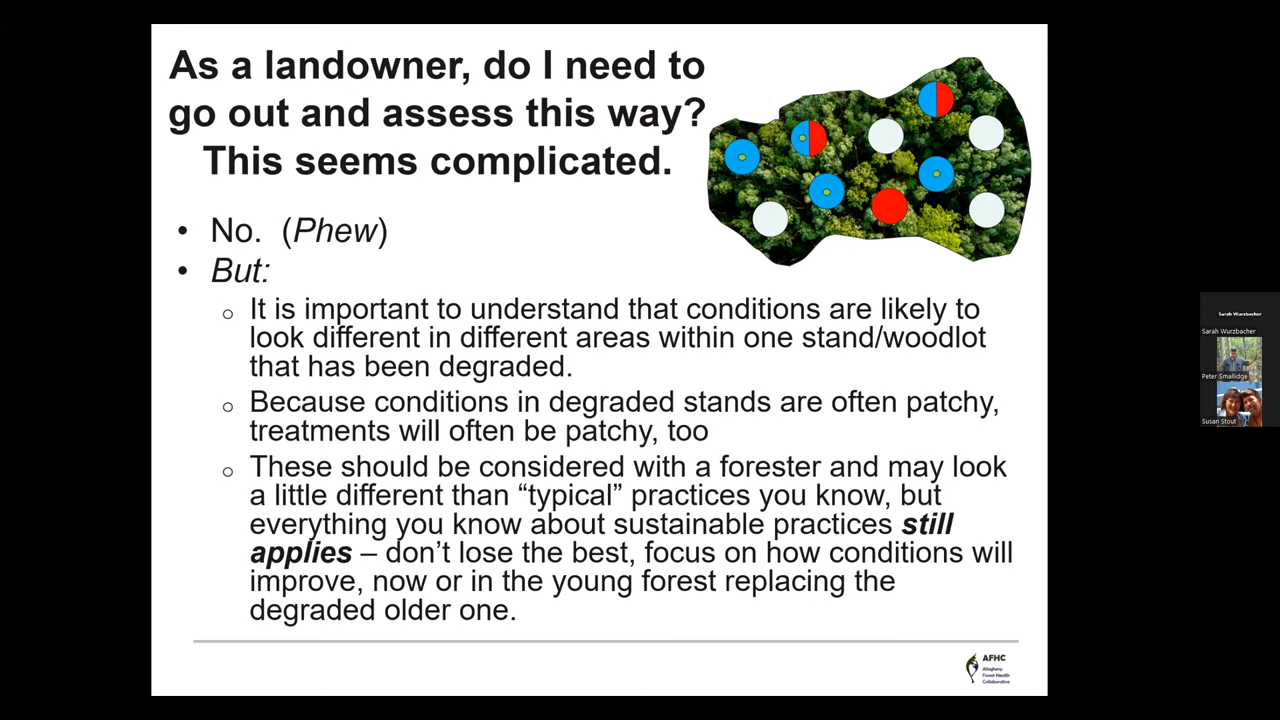 As a landowner, do I need to
go out and assess this way?
This seems complicated.
• No. (Phew)
• But:
o It is important to understand that conditions are likely to
look different in different areas within one stand/woodlot
that has been degraded.
o Because conditions in degraded stands are often patchy,
treatments will often be patchy, too
o These should be considered with a forester and may look
a little different than “typical” practices you know, but
everything you know about sustainable practices still
applies – don’t lose the best, focus on how conditions will
improve, now or in the young forest replacing the
degraded older one.
AFHC
Allegheny
Forest Health
Collaborative
Sarah Wurzbacher
Sarah Wurzbacher
Peter Smallidge
Susan Stout